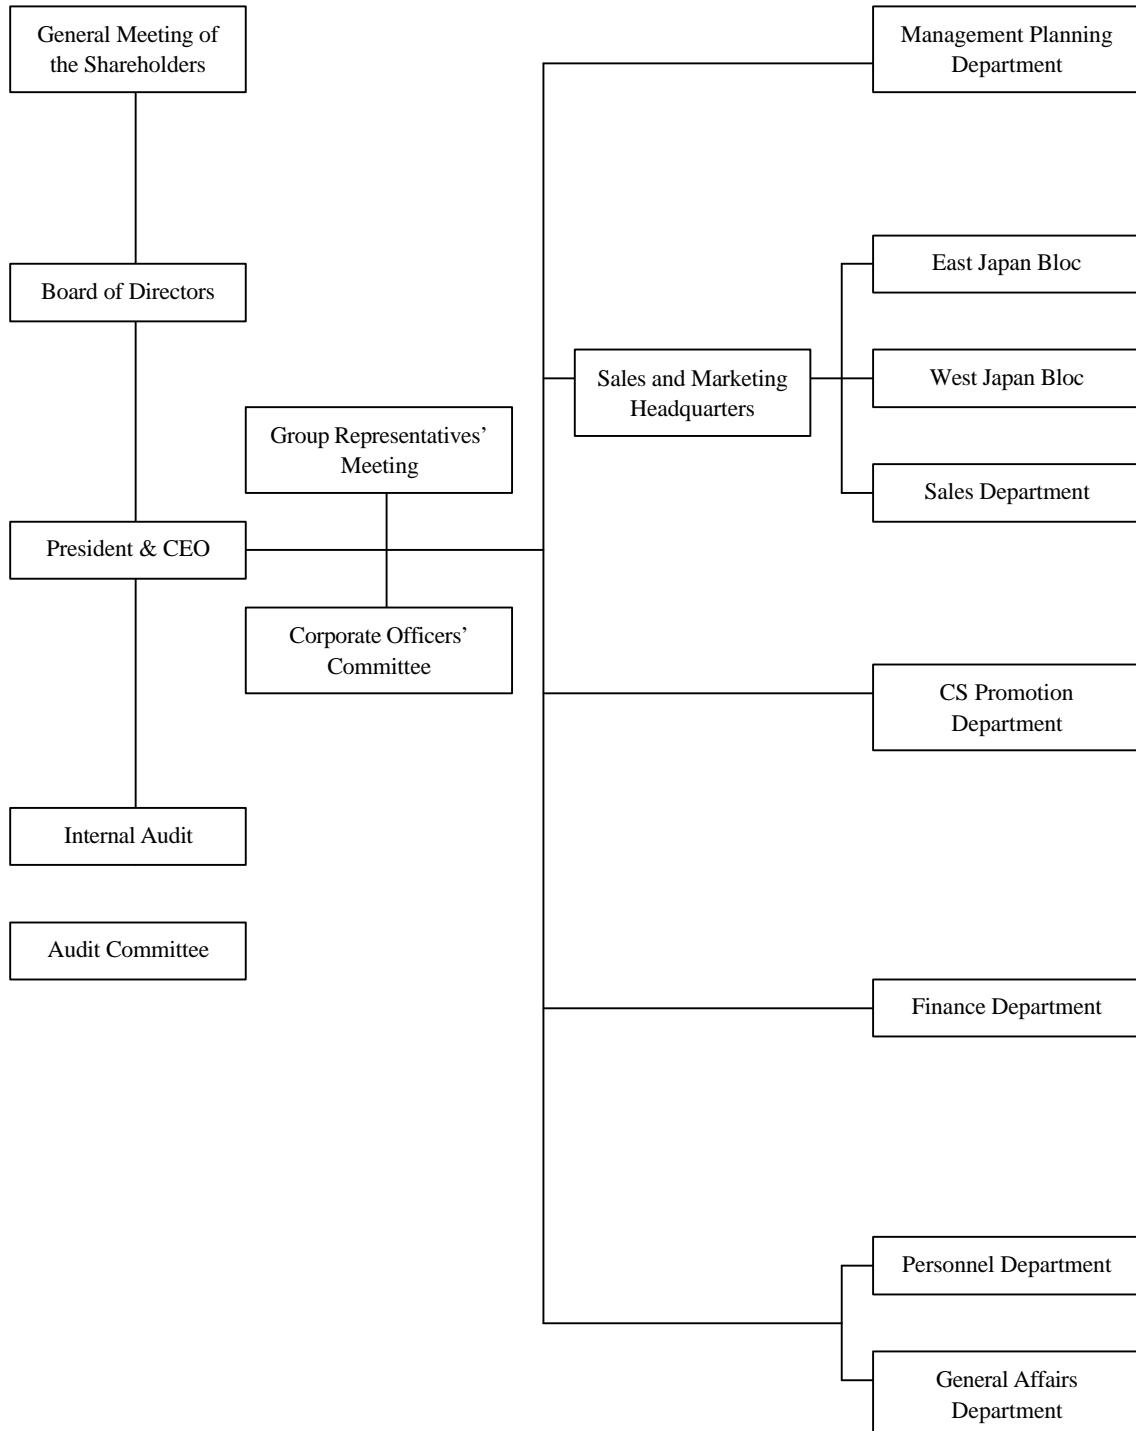 General Meeting of
the Shareholders
Board of Directors
President & CEO
Internal Audit
Audit Committee
Group Representatives’
Meeting
Corporate Officers’
Committee
Sales and Marketing
Headquarters
Management Planning
Department
East Japan Bloc
West Japan Bloc
Sales Department
CS Promotion
Department
Finance Department
Personnel Department
General Affairs
Department